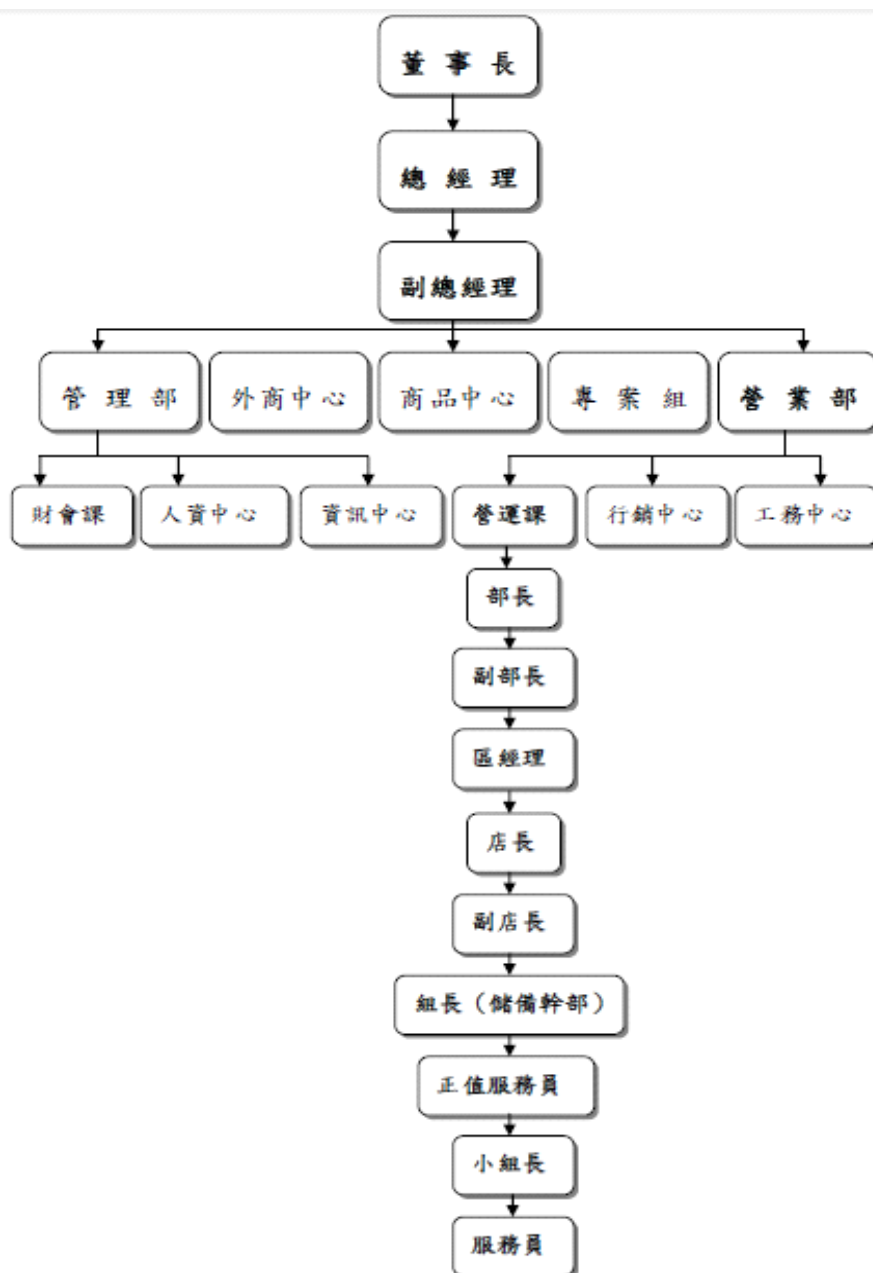 董事長
總經理
副總經理
管理部
外商中心
商品中心
專案組
營業部
財會課
人資中心
資訊中心
營運課
行銷中心
工務中心
部長
副部長
區經理
店長
副店長
組長（儲備幹部）
正值服務員
小組長
服務員